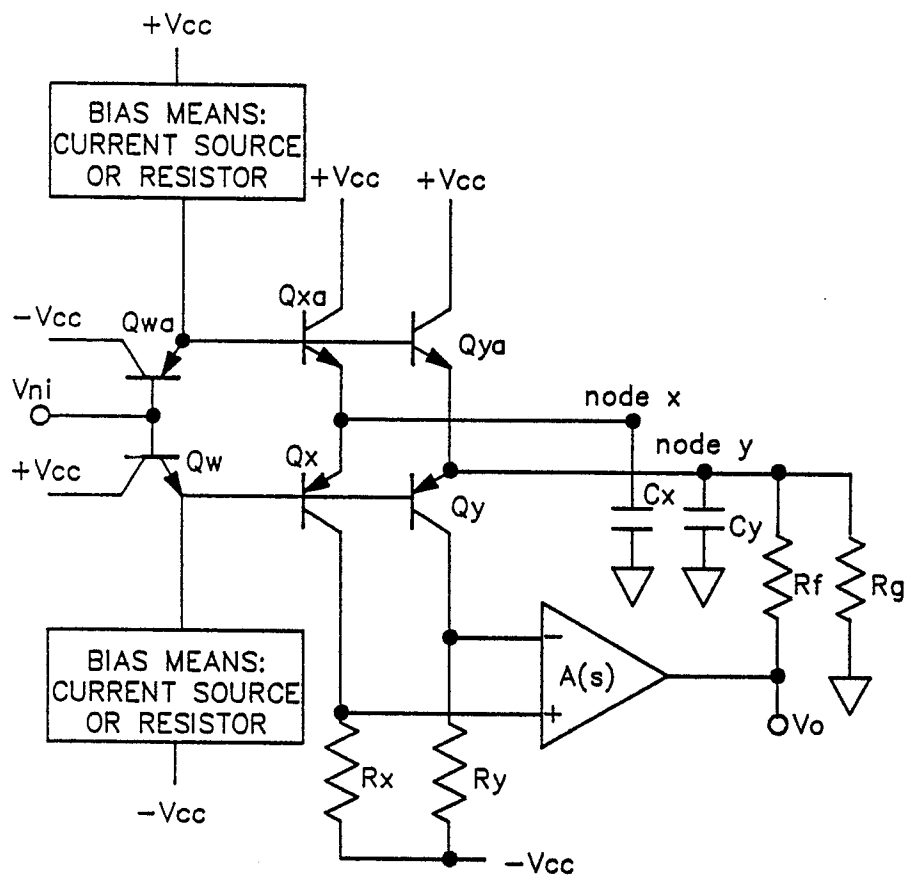 +Vcc
BIAS MEANS:
CURRENT SOURCE
OR RESISTOR
+Vcc
+Vcc
Qxa
-Vcc
Qwa
Qya
Vni
node x
node y
+Vcc
Qw
Qx
Qy
Cx
Cy
Rf
Rg
BIAS MEANS:
CURRENT SOURCE
OR RESISTOR
−
A(s)
+
Vo
Rx
Ry
-Vcc
-Vcc